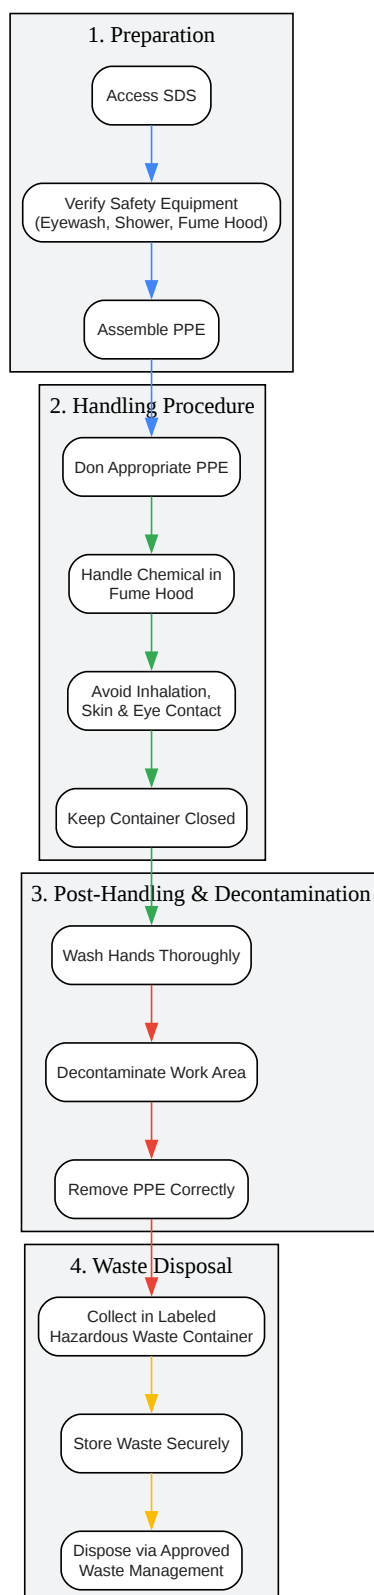 1. Preparation
Access SDS
Verify Safety Equipment
(Eyewash, Shower, Fume Hood)
Assemble PPE
2. Handling Procedure
Don Appropriate PPE
Handle Chemical in
Fume Hood
Avoid Inhalation,
Skin & Eye Contact
Keep Container Closed
3. Post-Handling & Decontamination
Wash Hands Thoroughly
Decontaminate Work Area
Remove PPE Correctly
4. Waste Disposal
Collect in Labeled
Hazardous Waste Container
Store Waste Securely
Dispose via Approved
Waste Management